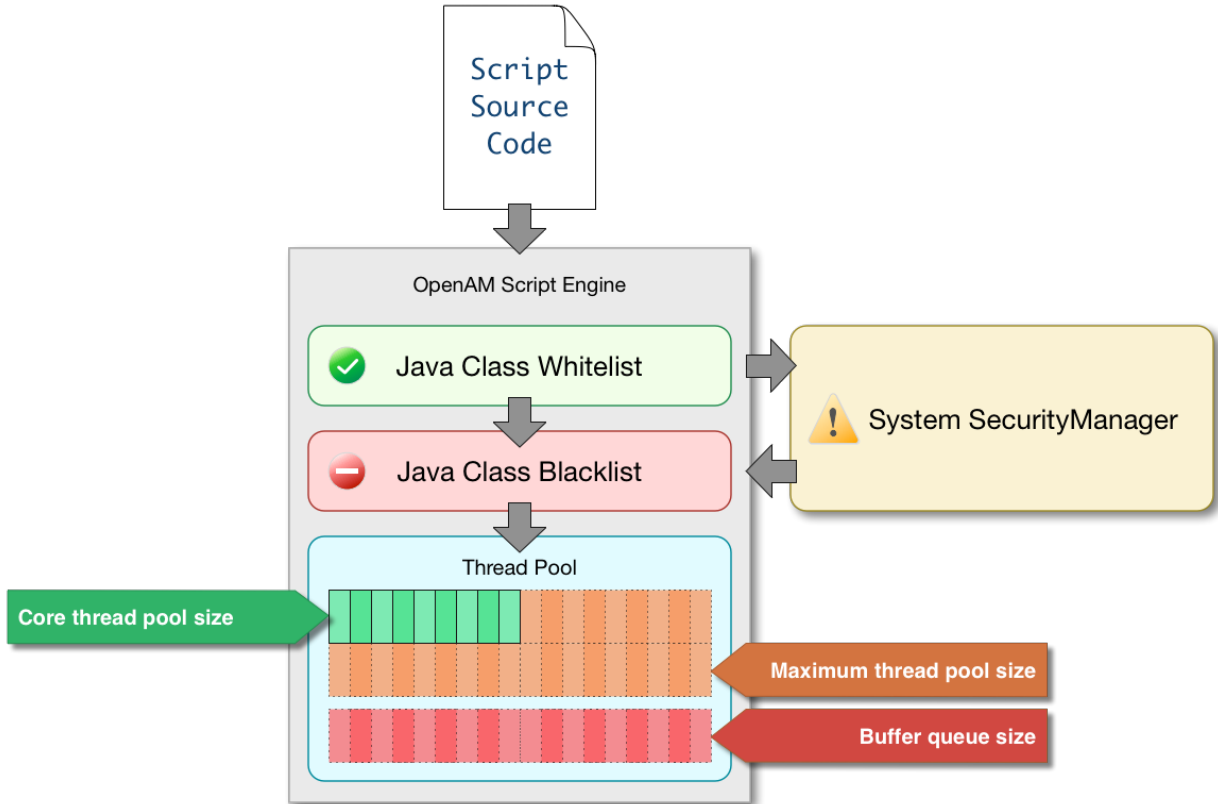 Script
Source
Code
OpenAM Script Engine
Java Class Whitelist
System SecurityManager
Java Class Blacklist
Thread Pool
Core thread pool size
Maximum thread pool size
Buffer queue size